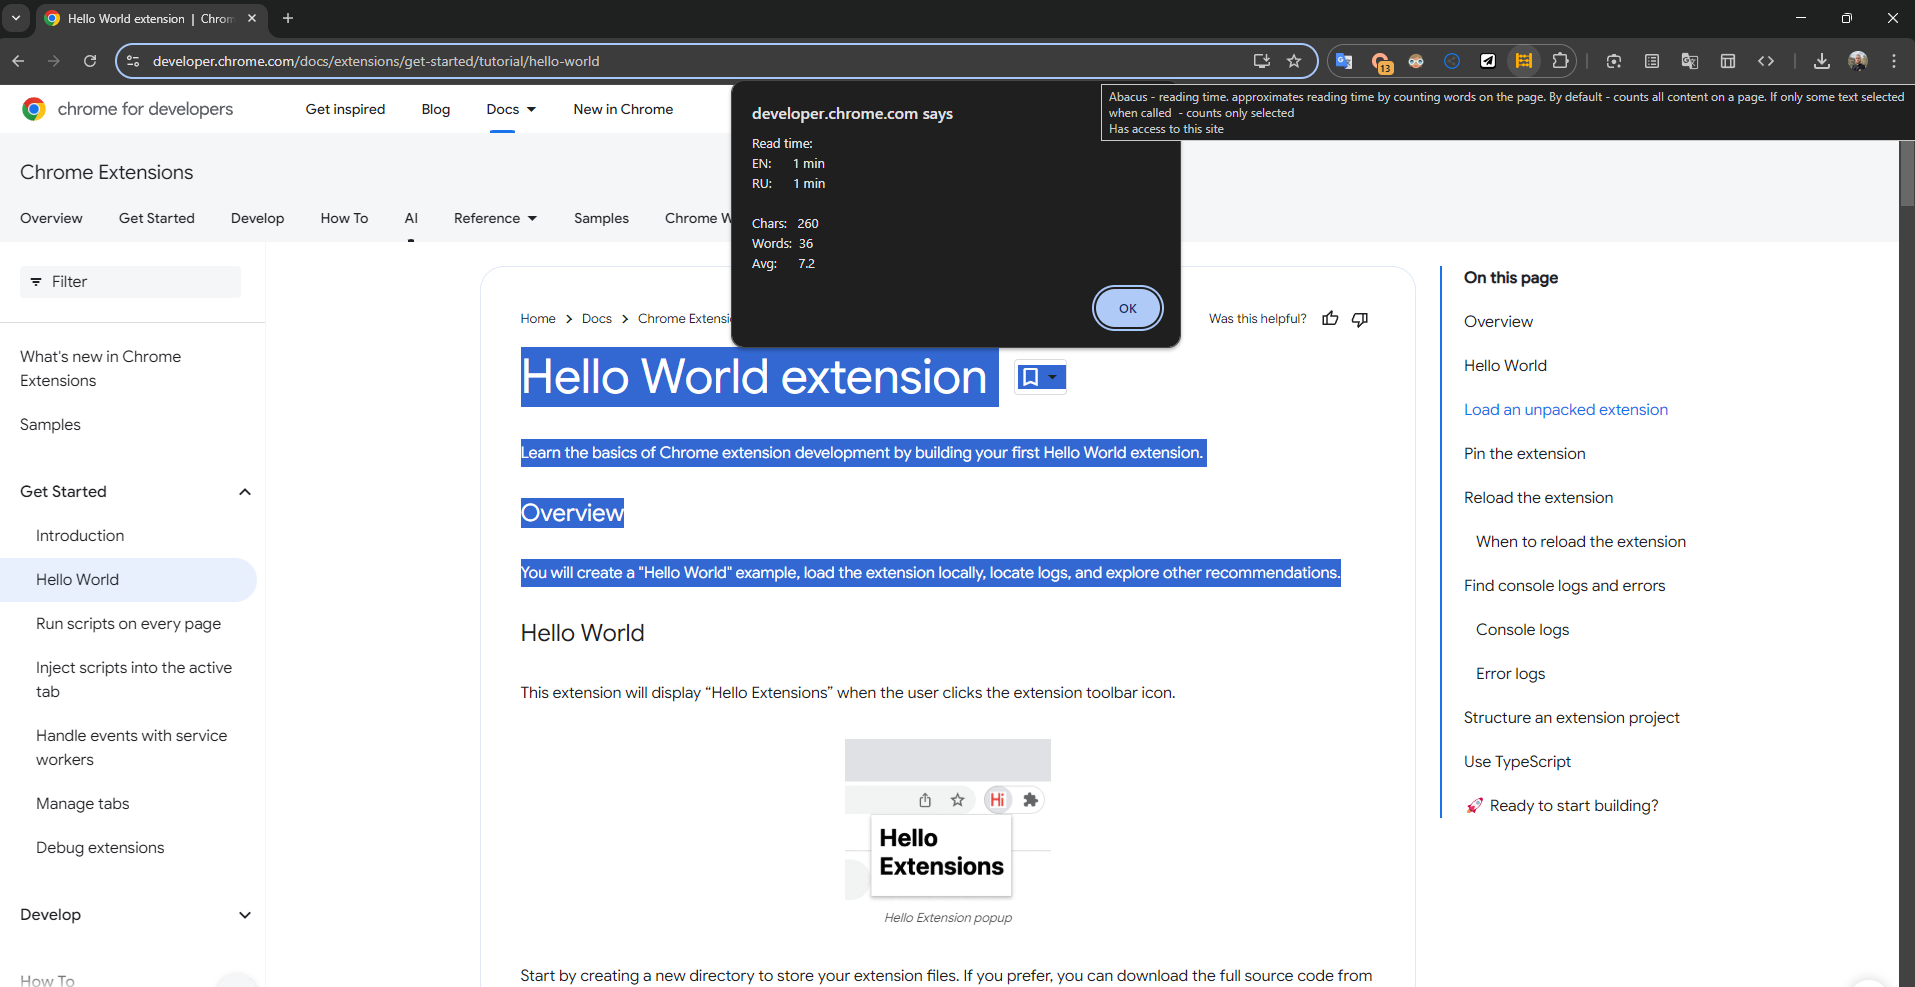 Hello World extension | Chrom
developer.chrome.com/docs/extensions/get-started/tutorial/hello-world
13
chrome for developers
Get inspired
Blog
Docs
New in Chrome
developer.chrome.com says
Read time:
EN: 1 min
RU: 1 min
Chars: 260
Words: 36
Avg: 7.2
OK
Abacus - reading time. approximates reading time by counting words on the page. By default - counts all content on a page. If only some text selected
when called - counts only selected
Has access to this site
Chrome Extensions
Overview
Get Started
Develop
How To
AI
Reference
Samples
Chrome W
Filter
What's new in Chrome
Extensions
Samples
Get Started
Introduction
Hello World
Run scripts on every page
Inject scripts into the active
tab
Handle events with service
workers
Manage tabs
Debug extensions
Develop
How To
Home > Docs > Chrome Extensi
Was this helpful?
Hello World extension
Learn the basics of Chrome extension development by building your first Hello World extension.
Overview
You will create a "Hello World" example, load the extension locally, locate logs, and explore other recommendations.
Hello World
This extension will display “Hello Extensions” when the user clicks the extension toolbar icon.
Hi
Hello
Extensions
Hello Extension popup
Start by creating a new directory to store your extension files. If you prefer, you can download the full source code from
On this page
Overview
Hello World
Load an unpacked extension
Pin the extension
Reload the extension
When to reload the extension
Find console logs and errors
Console logs
Error logs
Structure an extension project
Use TypeScript
🚀 Ready to start building?